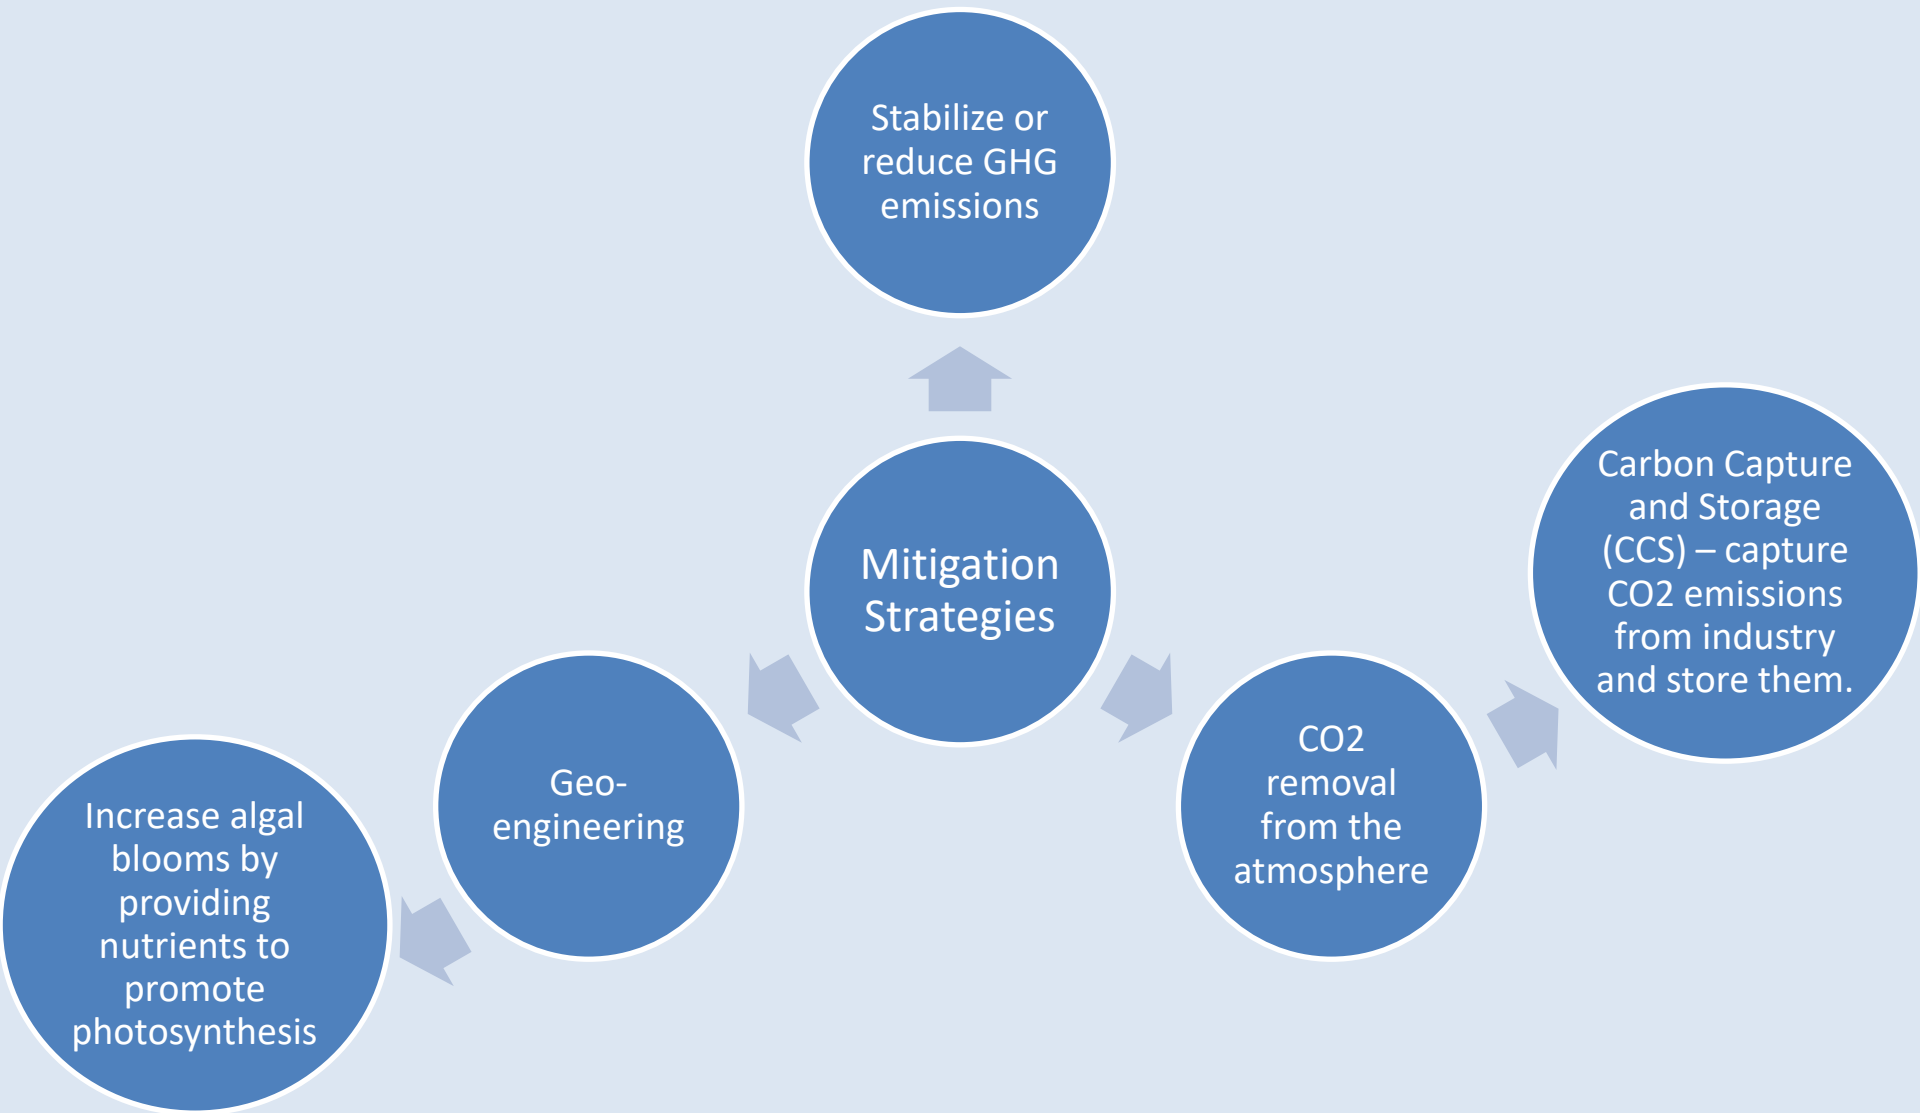 Stabilize or
reduce GHG
emissions
Mitigation
Strategies
Carbon Capture
and Storage
(CCS) – capture
CO2 emissions
from industry
and store them.
CO2
removal
from the
atmosphere
Geo-
engineering
Increase algal
blooms by
providing
nutrients to
promote
photosynthesis